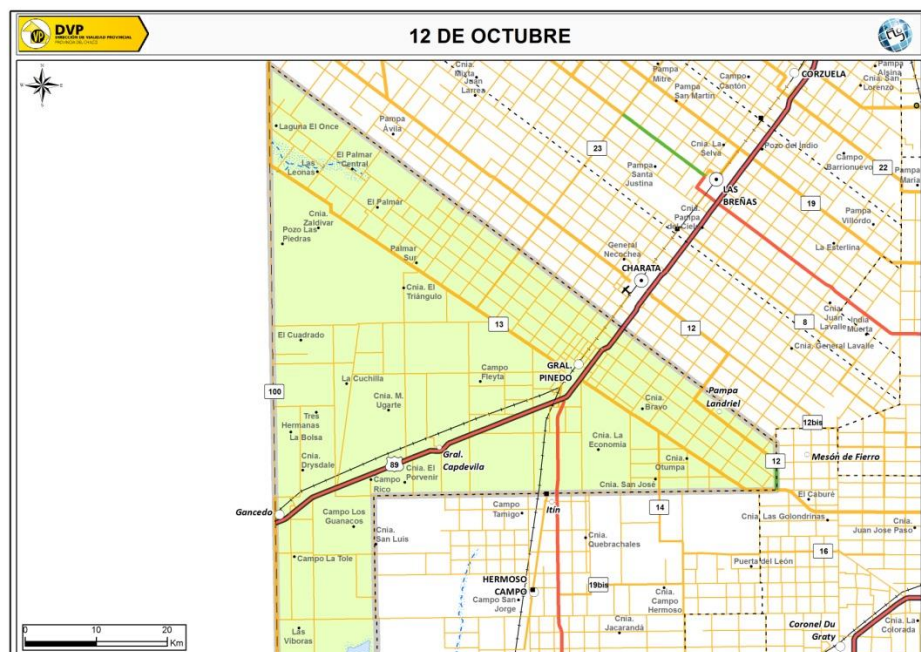 DVP
DIRECCIÓN DE VIALIDAD PROVINCIAL
PROVINCIA DEL CHACO
12 DE OCTUBRE
Cnia.
Mixta
Juan
Larrea
Pampa
Mitre
Campo
Cantón
CORZUELA
Pampa
Alsina
Cnia. San
Lorenzo
Pampa
San Martín
Laguna El Once
Pampa
Avila
23
Cnia. La
Selva
Pozo del Indio
Campo
Barrionuevo
22
Pampa
María
El Palmar
Central
Las
Leonas
Pampa
Santa
Justina
LAS
BREÑAS
19
Pampa
Villordo
El Palmar
Cnia.
Zaldivar
Pozo Las
Piedras
Cnia.
Pampa
del Cielo
La Esterlina
Palmar
Sur
General
Necochea
CHARATA
Cnia. El
Triángulo
13
12
8
Cnia.
Juan
Lavalle
India
Muerta
Cnia. General Lavalle
El Cuadrado
GRAL.
PINEDO
100
La Cuchilla
Campo
Fleyta
Cnia. M.
Ugarte
Pampa
Landriel
Tres
Hermanas
La Bolsa
Cnia.
Bravo
12bis
Cnia.
Drysdale
89
Gral.
Capdevila
Cnia. La
Economía
Cnia.
Otumpa
12
Mesón de Fierro
Campo
Rico
Cnia. El
Porvenir
Cnia. San José
El Caburé
Gancedo
Campo Los
Guanacos
Campo
Tamigo
Itín
14
Cnia. Las Golondrinas
Cnia.
Juan Jose Paso
Cnia.
San Luis
Cnia.
Quebrachales
16
Campo La Tole
Puerta del León
HERMOSO
CAMPO
19bis
Campo San
Jorge
Cnia.
Campo
Hermoso
Las
Viboras
Cnia.
Jacarandá
Coronel Du
Graty
Cnia. La
Colorada
0 10 20
Km